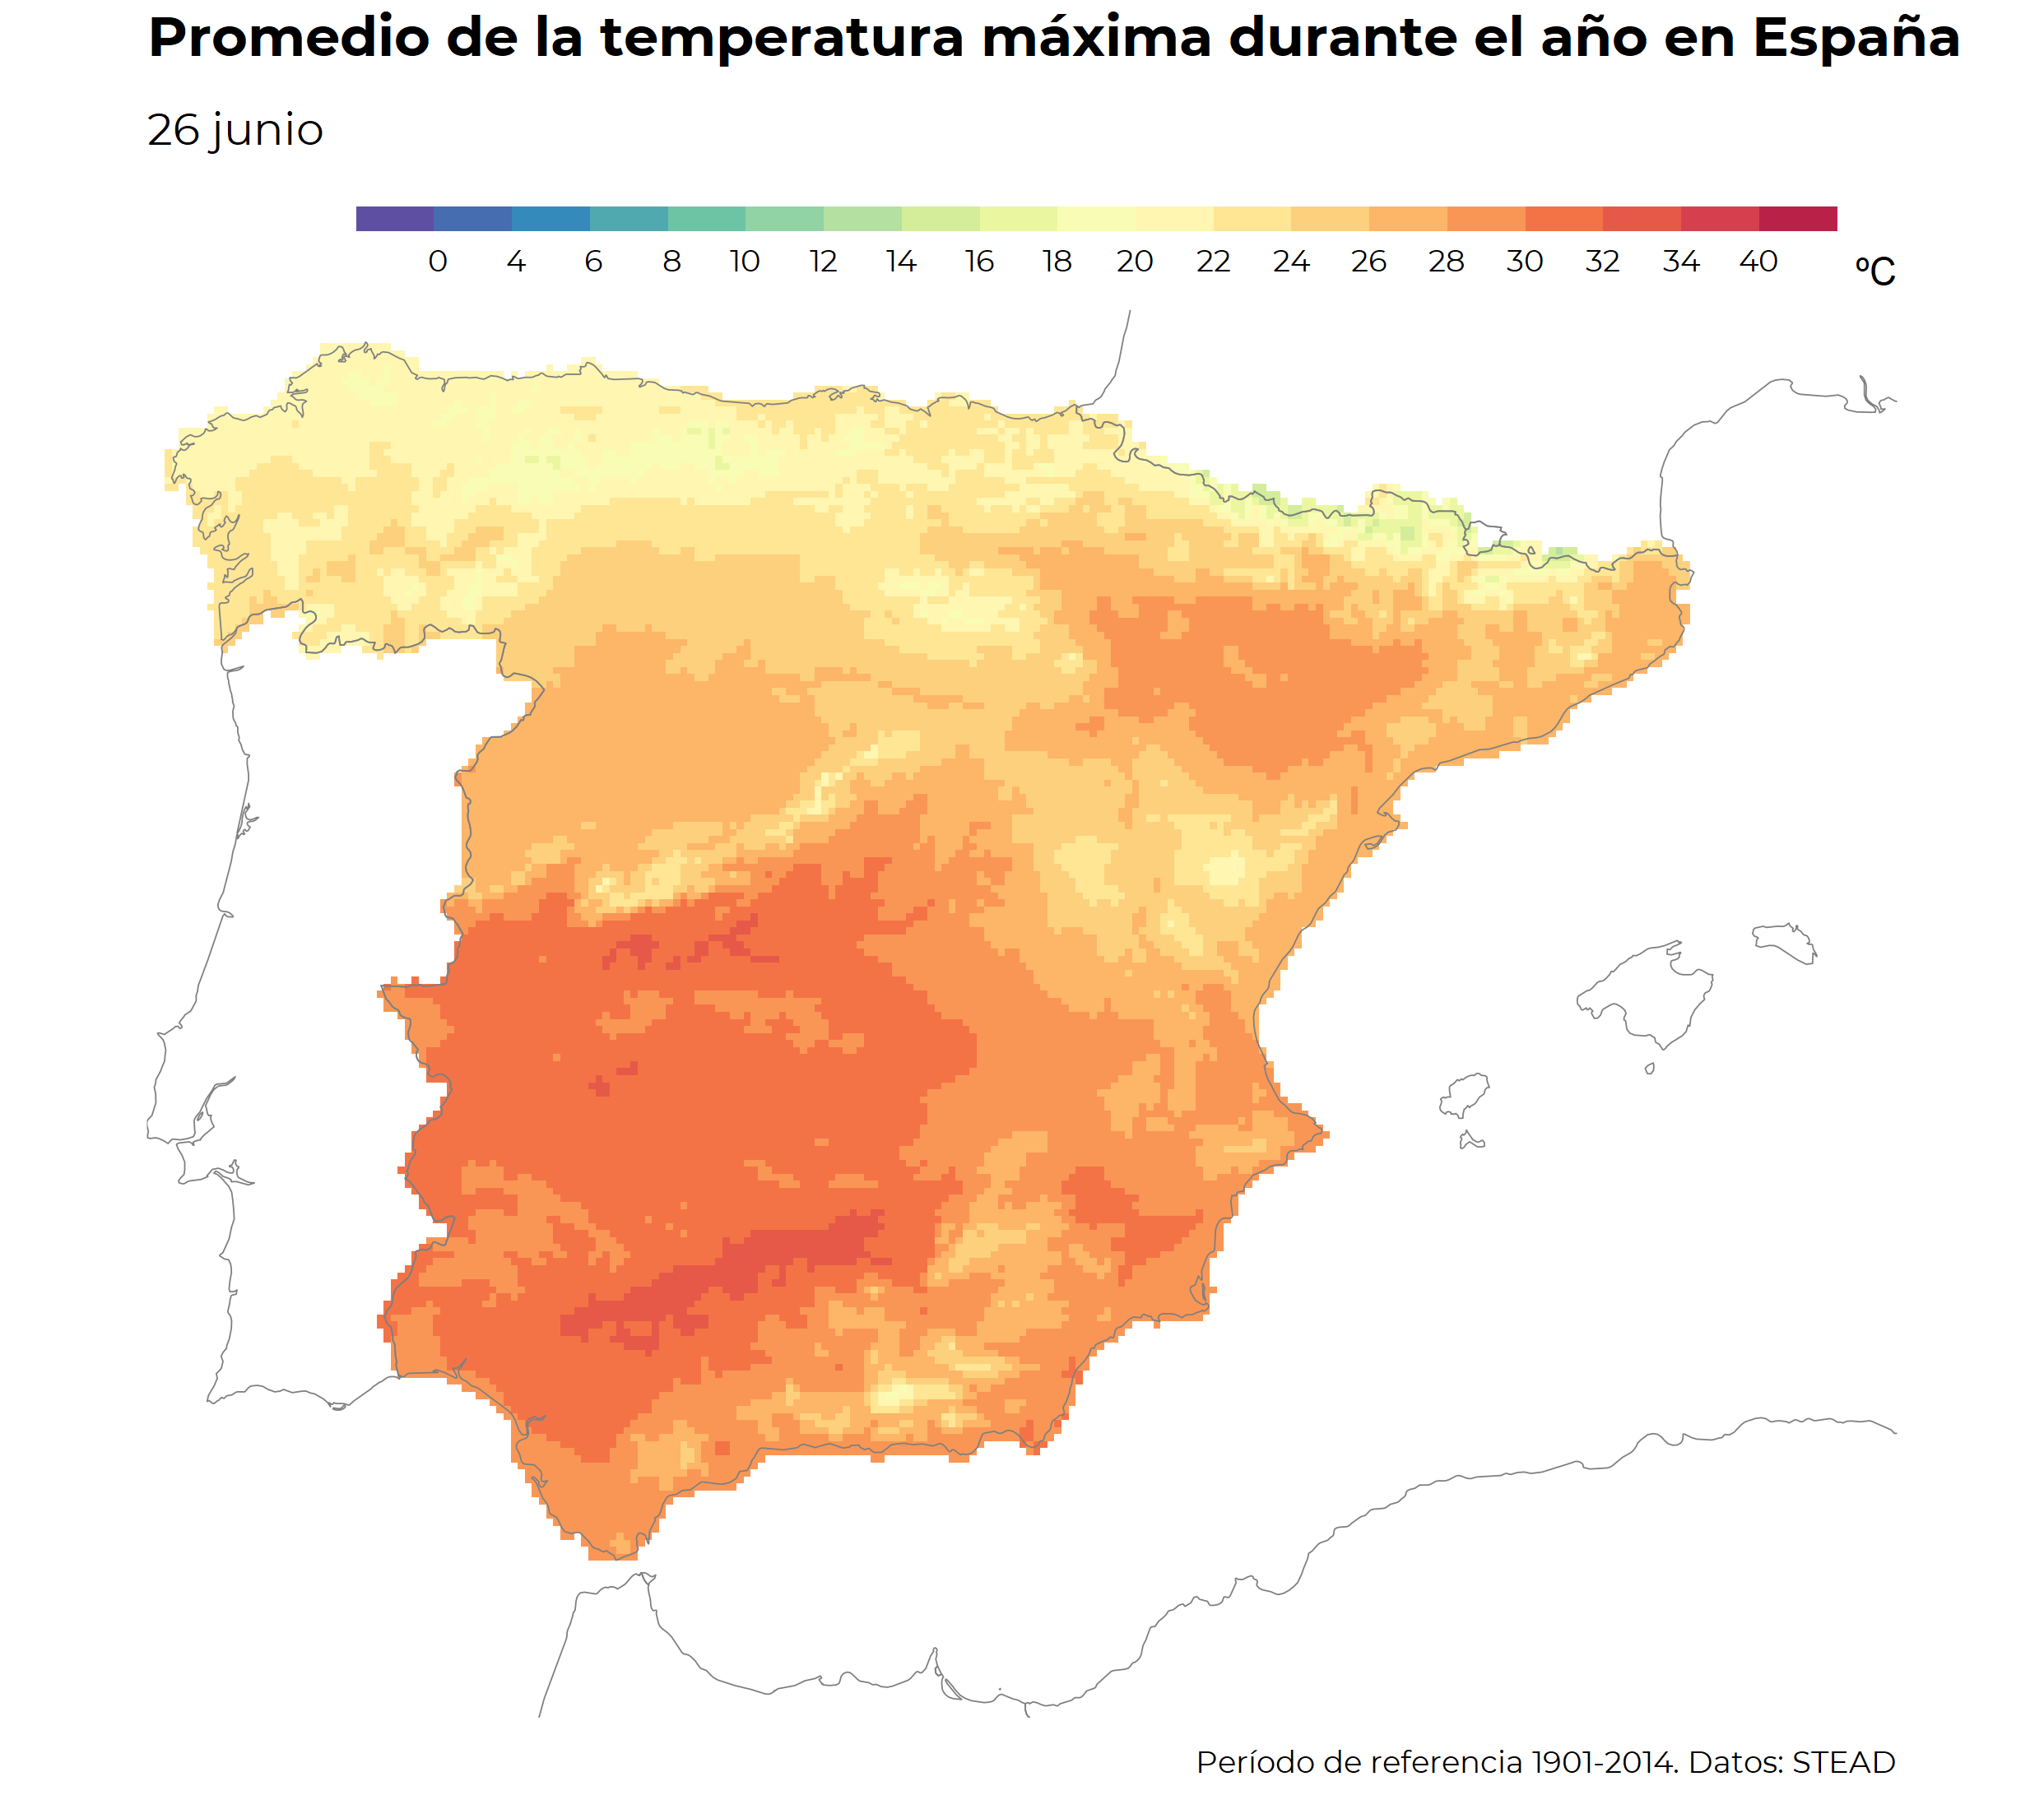 Promedio de la temperatura máxima durante el año en España
26 junio
0 4 6 8 10 12 14 16 18 20 22 24 26 28 30 32 34 40 ºC
Período de referencia 1901-2014. Datos: STEAD